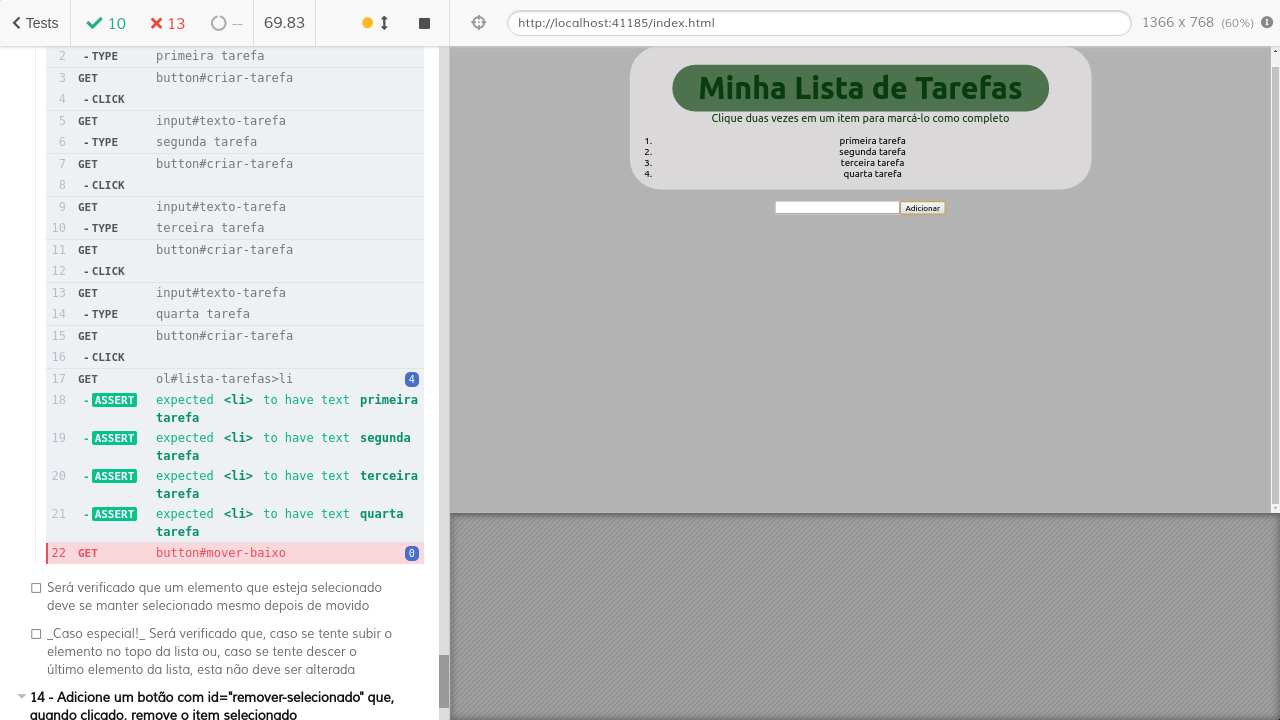 Tests
10
13
--
69.83
http://localhost:41185/index.html
1366 x 768 (60%)
2 - TYPE primeira tarefa
3 GET button#criar-tarefa
4 - CLICK
5 GET input#texto-tarefa
6 - TYPE segunda tarefa
7 GET button#criar-tarefa
8 - CLICK
9 GET input#texto-tarefa
10 - TYPE terceira tarefa
11 GET button#criar-tarefa
12 - CLICK
13 GET input#texto-tarefa
14 - TYPE quarta tarefa
15 GET button#criar-tarefa
16 - CLICK
17 GET ol#lista-tarefas>li 4
18 - ASSERT expected <li> to have text primeira
tarefa
19 - ASSERT expected <li> to have text segunda
tarefa
20 - ASSERT expected <li> to have text terceira
tarefa
21 - ASSERT expected <li> to have text quarta
tarefa
22 GET button#mover-baixo 0
Será verificado que um elemento que esteja selecionado
deve se manter selecionado mesmo depois de movido
_Caso especial!_ Será verificado que, caso se tente subir o
elemento no topo da lista ou, caso se tente descer o
último elemento da lista, esta não deve ser alterada
14 - Adicione um botão com id="remover-selecionado" que,
quando clicado, remove o item selecionado
Minha Lista de Tarefas
Clique duas vezes em um item para marcá-lo como completo
1. primeira tarefa
2. segunda tarefa
3. terceira tarefa
4. quarta tarefa
Adicionar